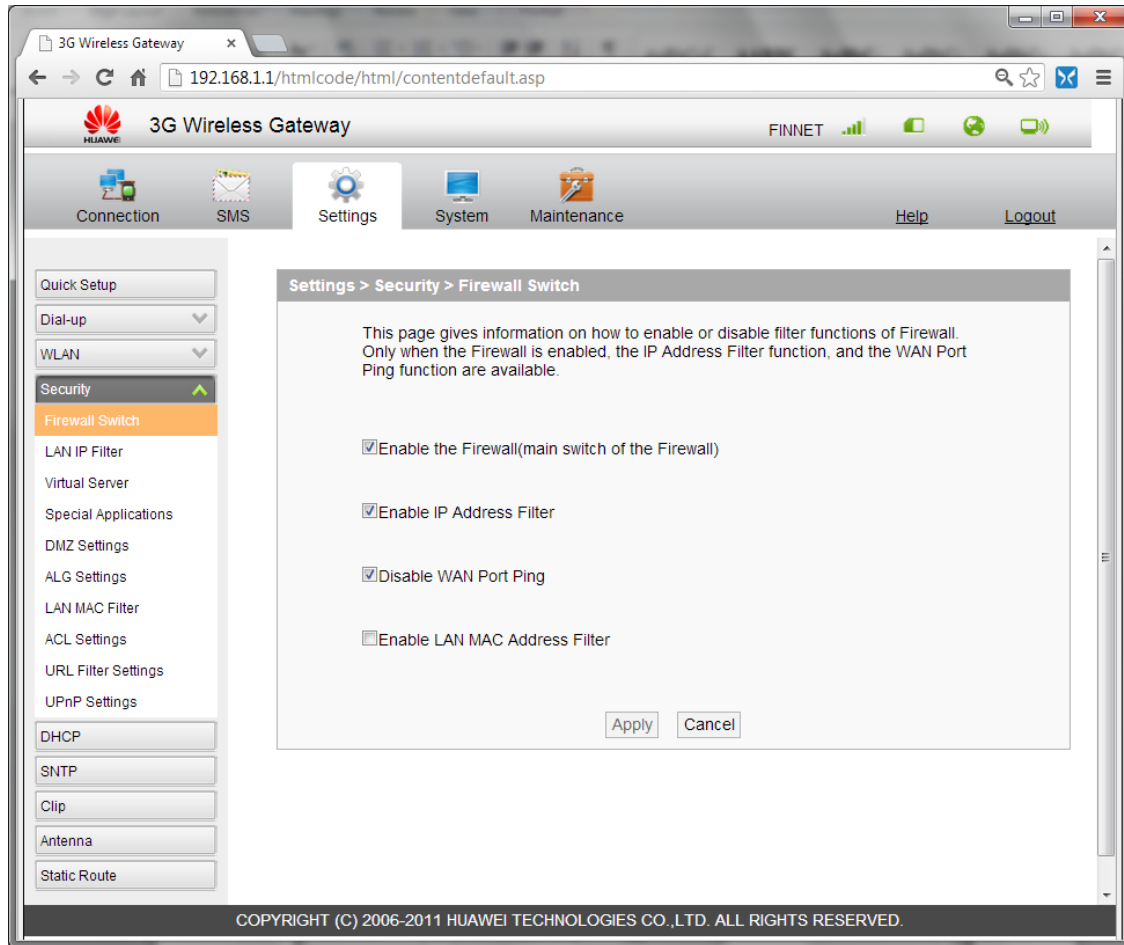 3G Wireless Gateway
192.168.1.1/htmlcode/html/contentdefault.asp
HUAWEI
3G Wireless Gateway
FINNET
Connection
SMS
Settings
System
Maintenance
Help
Logout
Quick Setup
Dial-up
WLAN
Security
Firewall Switch
LAN IP Filter
Virtual Server
Special Applications
DMZ Settings
ALG Settings
LAN MAC Filter
ACL Settings
URL Filter Settings
UPnP Settings
DHCP
SNTP
Clip
Antenna
Static Route
Settings > Security > Firewall Switch
This page gives information on how to enable or disable filter functions of Firewall.
Only when the Firewall is enabled, the IP Address Filter function, and the WAN Port
Ping function are available.
Enable the Firewall(main switch of the Firewall)
Enable IP Address Filter
Disable WAN Port Ping
Enable LAN MAC Address Filter
Apply
Cancel
COPYRIGHT (C) 2006-2011 HUAWEI TECHNOLOGIES CO.,LTD. ALL RIGHTS RESERVED.